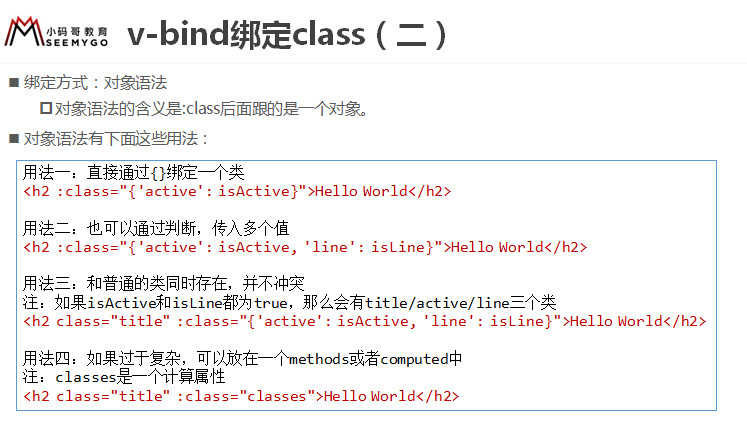 小码哥教育
SEEMYGO
v-bind绑定class（二）
绑定方式：对象语法
对象语法的含义是:class后面跟的是一个对象。
对象语法有下面这些用法：
用法一：直接通过{}绑定一个类
<h2 :class="{'active': isActive}">Hello World</h2>
用法二：也可以通过判断，传入多个值
<h2 :class="{'active': isActive, 'line': isLine}">Hello World</h2>
用法三：和普通的类同时存在，并不冲突
注：如果isActive和isLine都为true，那么会有title/active/line三个类
<h2 class="title" :class="{'active': isActive, 'line': isLine}">Hello World</h2>
用法四：如果过于复杂，可以放在一个methods或者computed中
注：classes是一个计算属性
<h2 class="title" :class="classes">Hello World</h2>